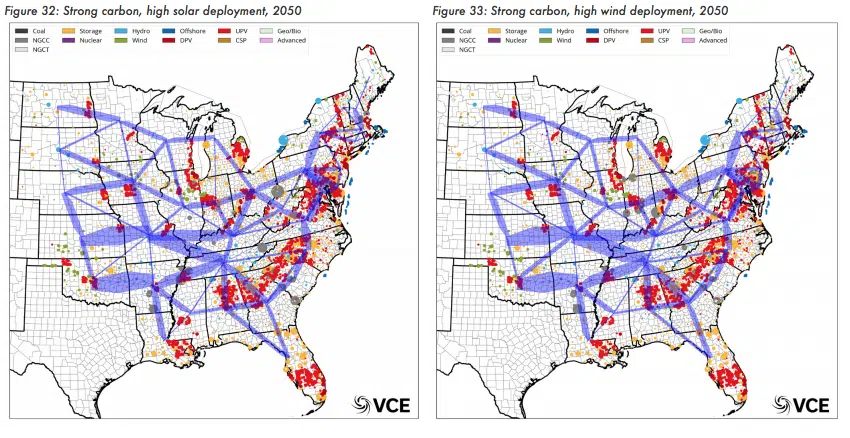 Figure 32: Strong carbon, high solar deployment, 2050
Coal Storage Hydro Offshore UPV Geo/Bio
NGCC Nuclear Wind DPV CSP Advanced
NGCT
VCE
Figure 33: Strong carbon, high wind deployment, 2050
Coal Storage Hydro Offshore UPV Geo/Bio
NGCC Nuclear Wind DPV CSP Advanced
NGCT
VCE